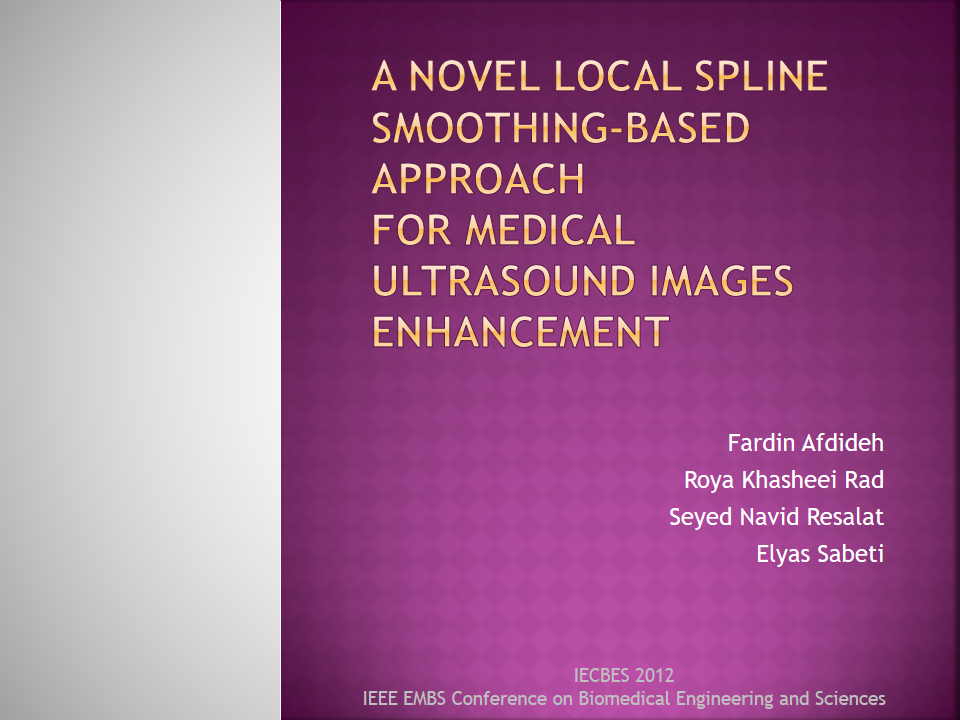 A NOVEL LOCAL SPLINE
SMOOTHING-BASED
APPROACH
FOR MEDICAL
ULTRASOUND IMAGES
ENHANCEMENT
Fardin Afdideh
Roya Khasheei Rad
Seyed Navid Resalat
Elyas Sabeti
IECBES 2012
IEEE EMBS Conference on Biomedical Engineering and Sciences